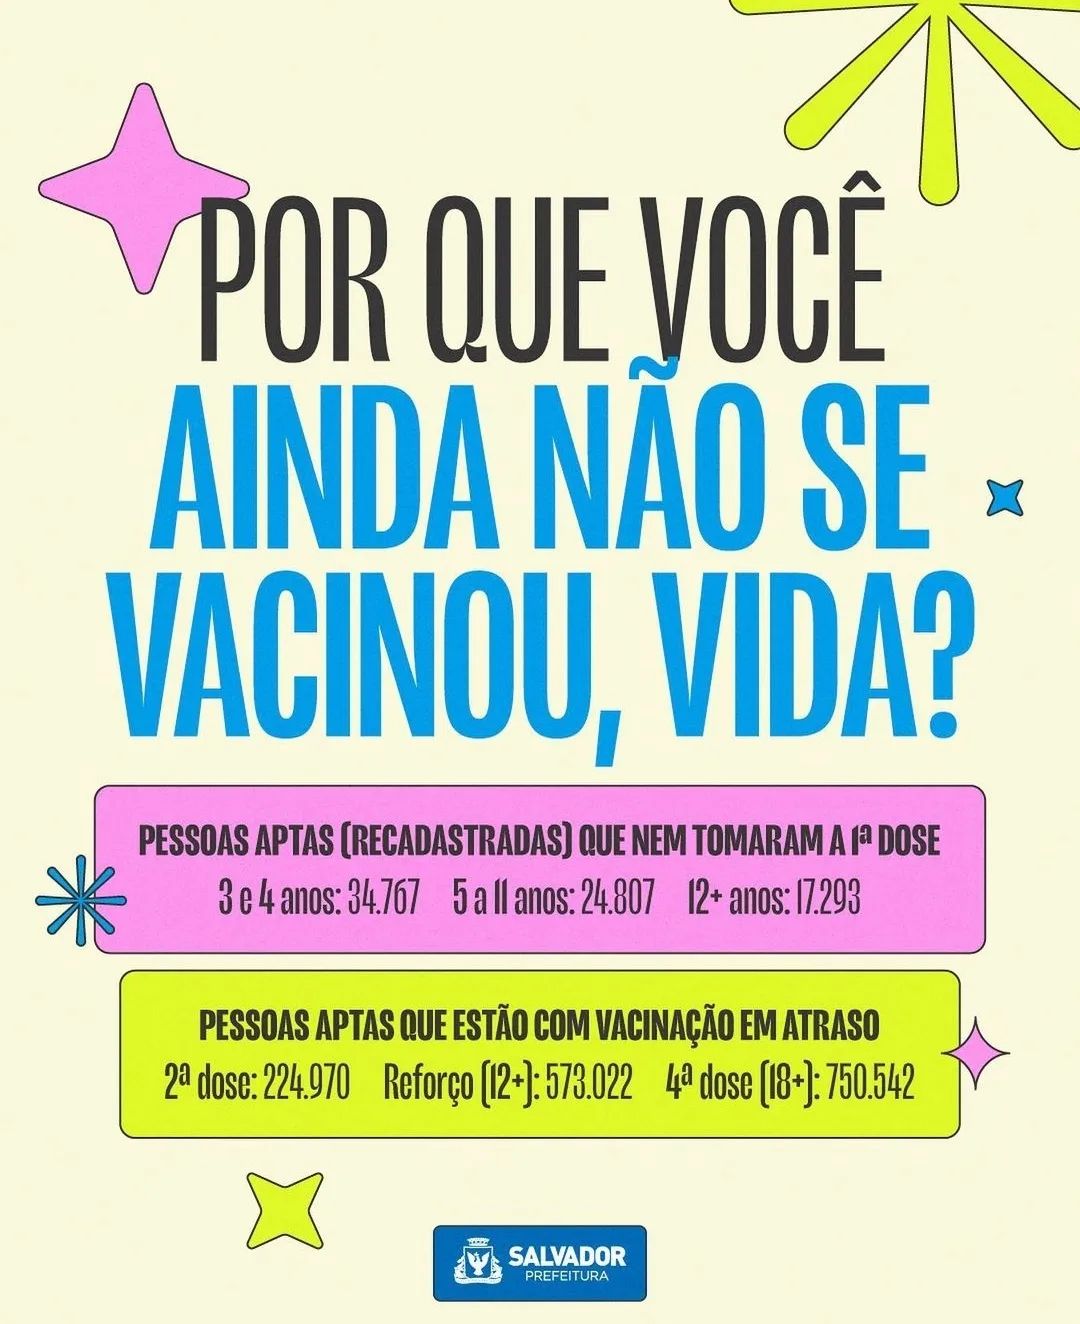 POR QUE VOCÊ
AINDA NÃO SE
VACINOU, VIDA?
PESSOAS APTAS (RECADASTRADAS) QUE NEM TOMARAM A 1ª DOSE
3 e 4 anos: 34.767 5 a 11 anos: 24.807 12+ anos: 17.293
PESSOAS APTAS QUE ESTÃO COM VACINAÇÃO EM ATRASO
2ª dose: 224.970 Reforço (12+): 573.022 4ª dose (18+): 750.542
SALVADOR
PREFEITURA